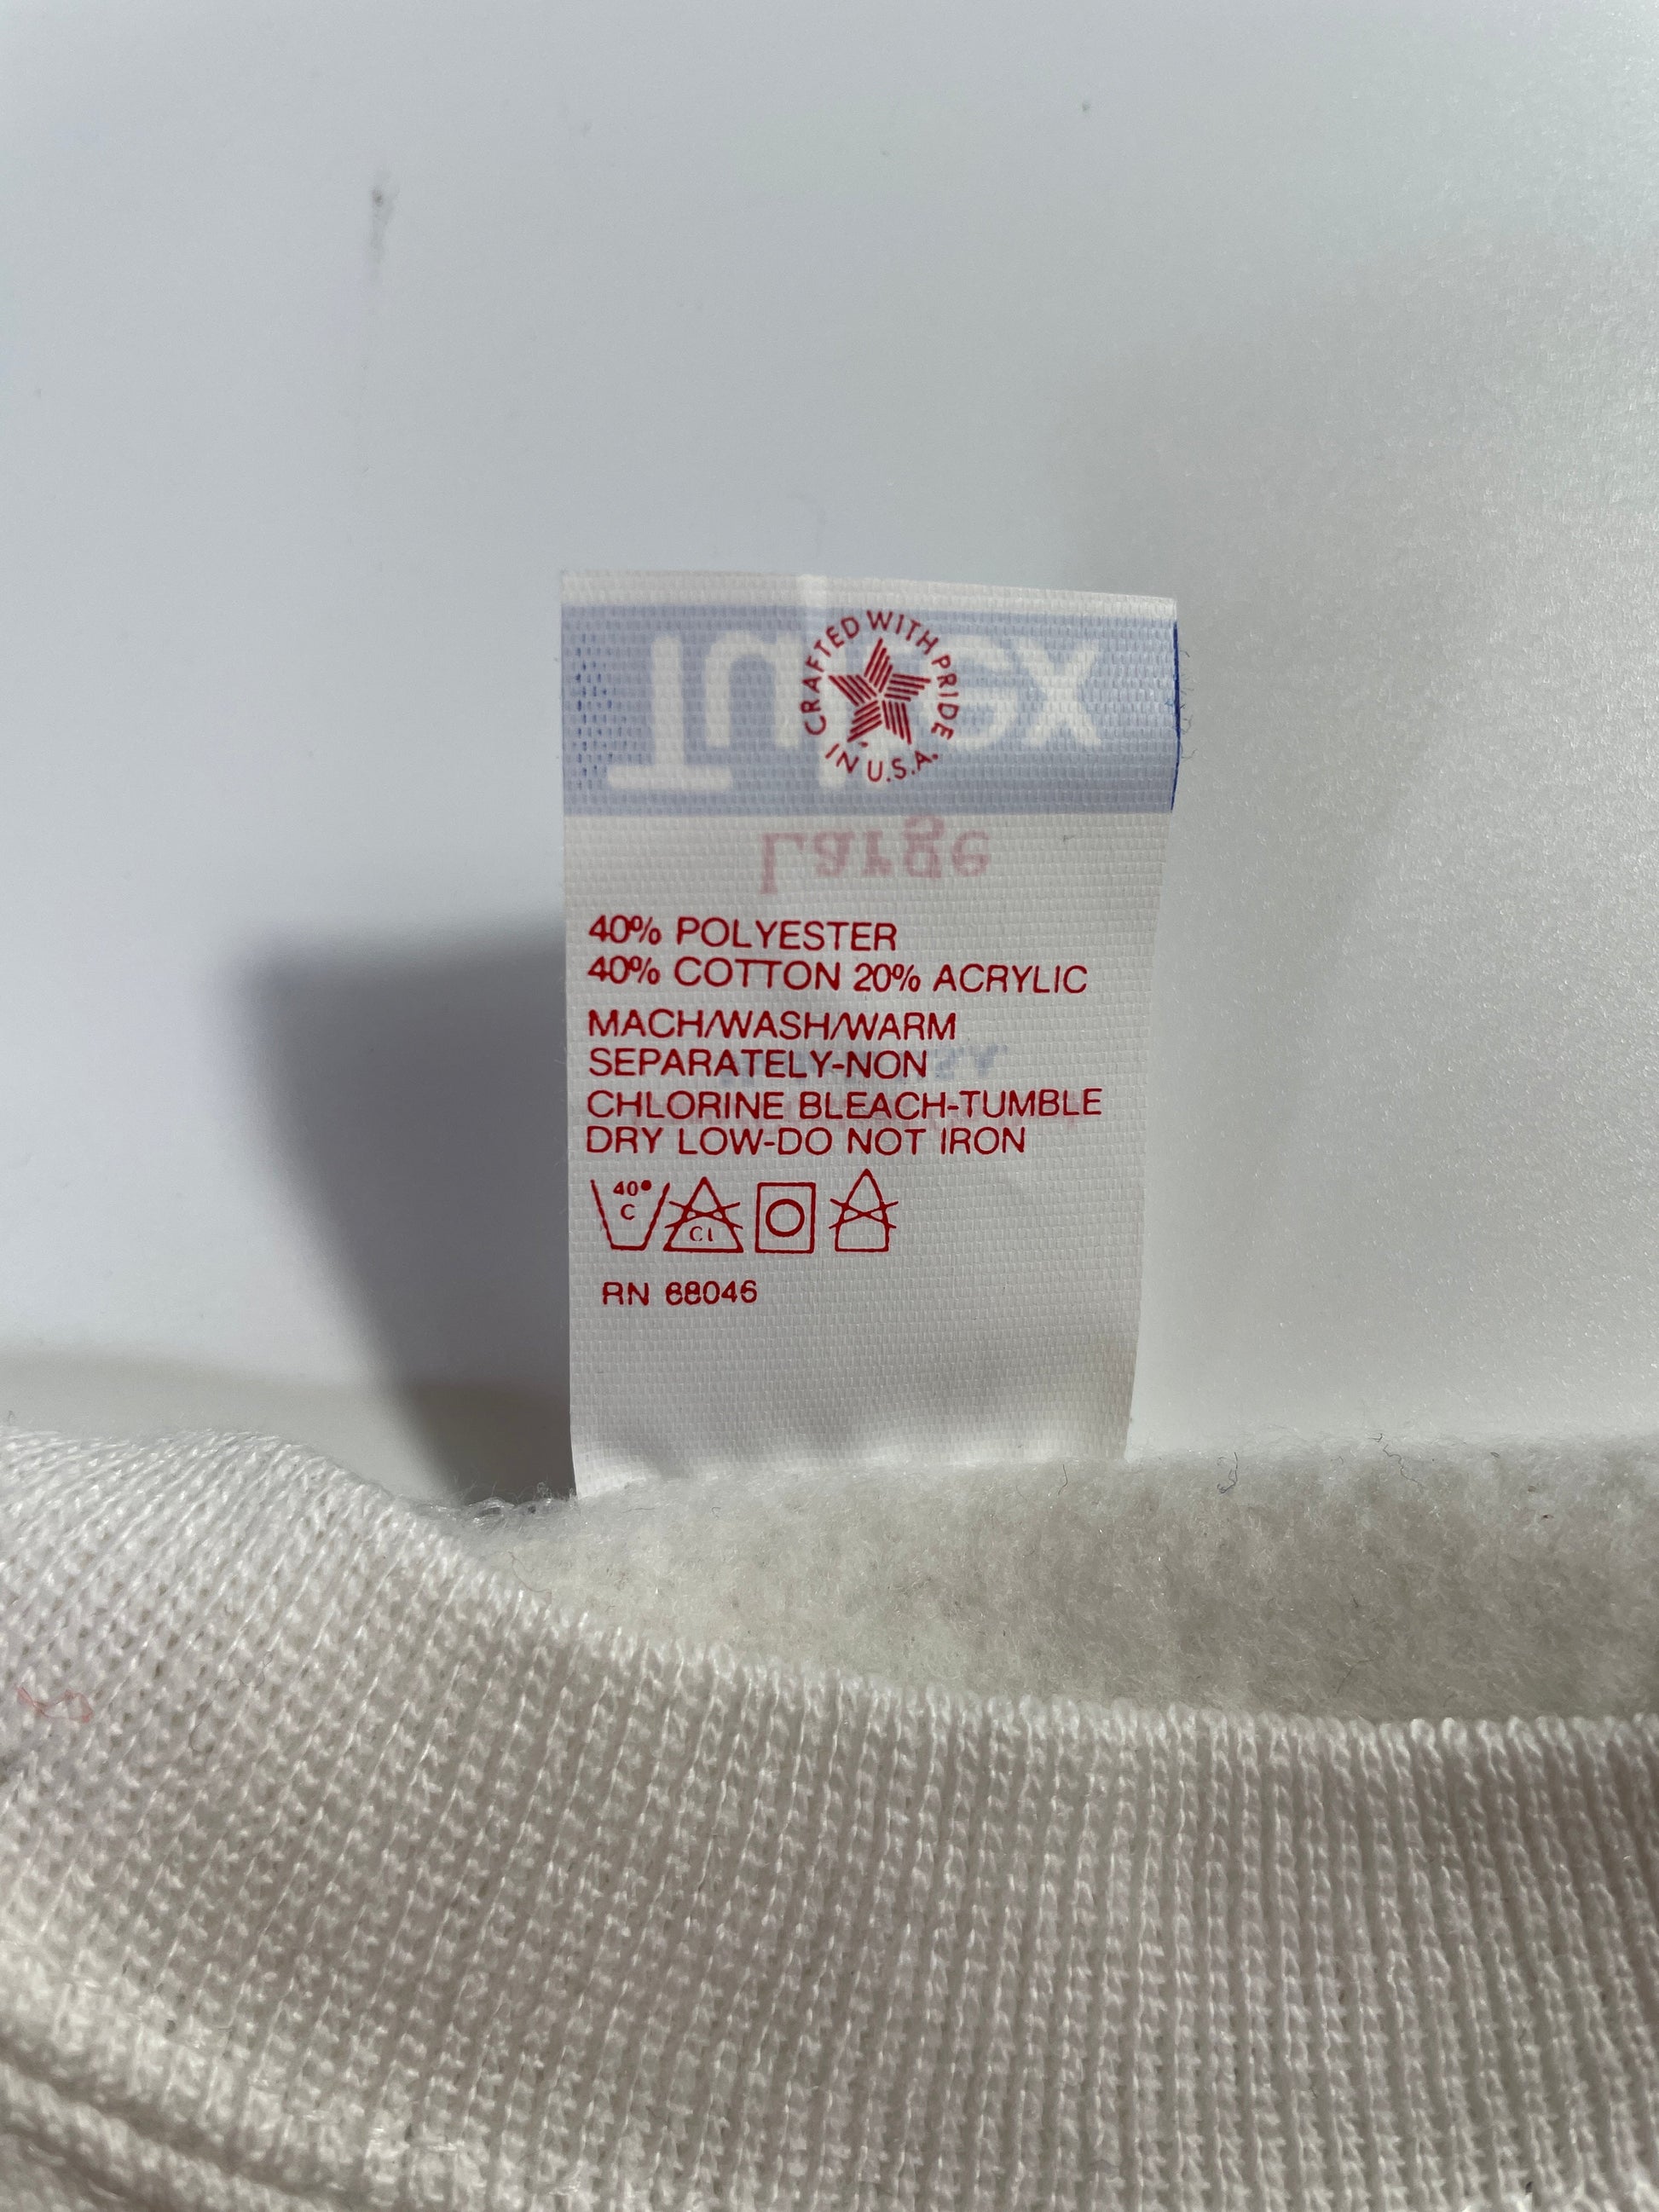 CRAFTED WITH PRIDE
IN U.S.A.
Large
40% POLYESTER
40% COTTON 20% ACRYLIC
MACH/WASH/WARM
SEPARATELY-NON
CHLORINE BLEACH-TUMBLE
DRY LOW-DO NOT IRON
40°
C
Cl
RN 68046